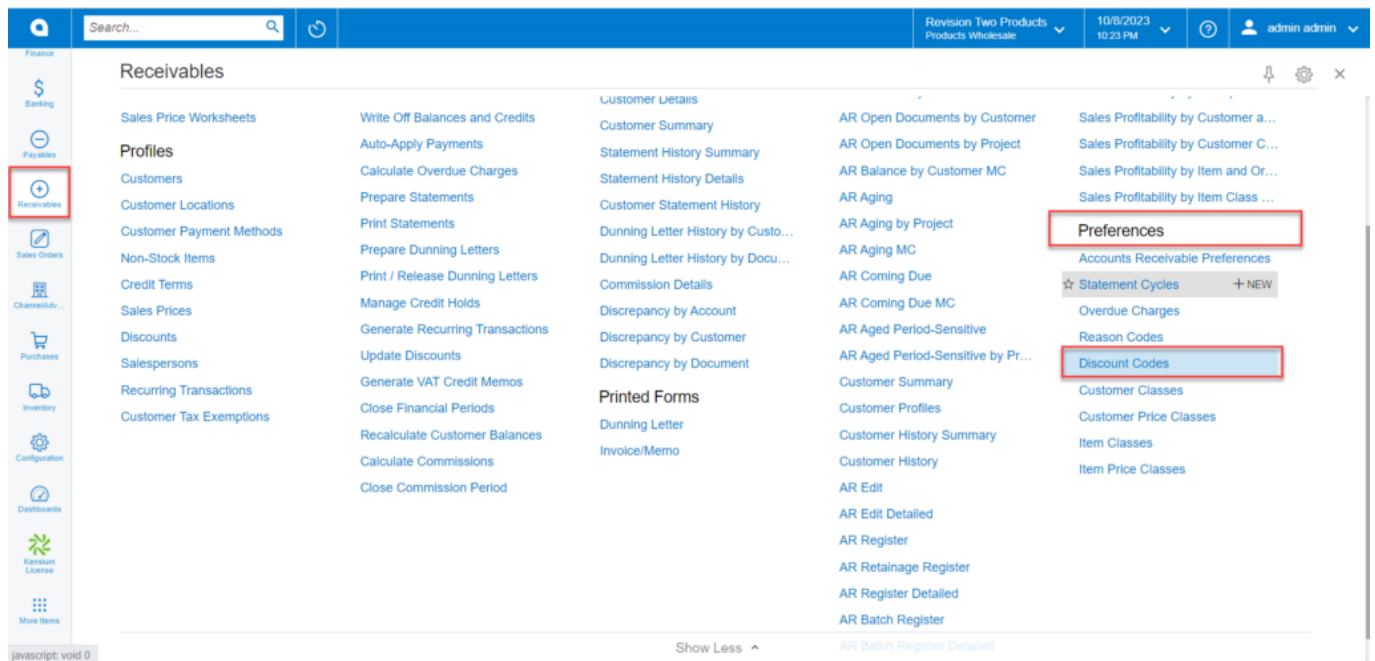 Search...
Revision Two Products
Products Wholesale
10/8/2023
10:23 PM
admin admin
Finance
Banking
Payables
Receivables
Sales Orders
ChannelAdv...
Purchases
Inventory
Configuration
Dashboards
Kensium
License
More Items
javascript: void 0
Receivables
Sales Price Worksheets
Profiles
Customers
Customer Locations
Customer Payment Methods
Non-Stock Items
Credit Terms
Sales Prices
Discounts
Salespersons
Recurring Transactions
Customer Tax Exemptions
Write Off Balances and Credits
Auto-Apply Payments
Calculate Overdue Charges
Prepare Statements
Print Statements
Prepare Dunning Letters
Print / Release Dunning Letters
Manage Credit Holds
Generate Recurring Transactions
Update Discounts
Generate VAT Credit Memos
Close Financial Periods
Recalculate Customer Balances
Calculate Commissions
Close Commission Period
Customer Details
Customer Summary
Statement History Summary
Statement History Details
Customer Statement History
Dunning Letter History by Custo...
Dunning Letter History by Docu...
Commission Details
Discrepancy by Account
Discrepancy by Customer
Discrepancy by Document
Printed Forms
Dunning Letter
Invoice/Memo
AR Open Documents by Customer
AR Open Documents by Project
AR Balance by Customer MC
AR Aging
AR Aging by Project
AR Aging MC
AR Coming Due
AR Coming Due MC
AR Aged Period-Sensitive
AR Aged Period-Sensitive by Pr...
Customer Summary
Customer Profiles
Customer History Summary
Customer History
AR Edit
AR Edit Detailed
AR Register
AR Retainage Register
AR Register Detailed
AR Batch Register
AR Batch Register Detailed
Sales Profitability by Customer a...
Sales Profitability by Customer C...
Sales Profitability by Item and Or...
Sales Profitability by Item Class ...
Preferences
Accounts Receivable Preferences
Statement Cycles + NEW
Overdue Charges
Reason Codes
Discount Codes
Customer Classes
Customer Price Classes
Item Classes
Item Price Classes
Show Less